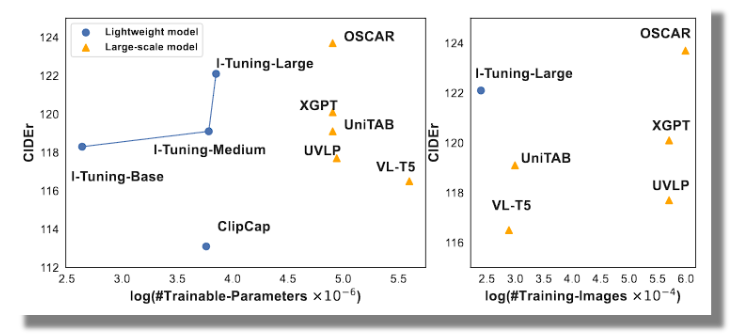 Lightweight model
Large-scale model
OSCAR
I-Tuning-Large
XGPT
UniTAB
I-Tuning-Medium
UVLP
VL-T5
I-Tuning-Base
ClipCap
CIDEr
124
122
120
118
116
114
112
2.5 3.0 3.5 4.0 4.5 5.0 5.5
log(#Trainable-Parameters ×10⁻⁶)
OSCAR
I-Tuning-Large
XGPT
UniTAB
UVLP
VL-T5
CIDEr
124
122
120
118
116
2.5 3.0 3.5 4.0 4.5 5.0 5.5 6.0
log(#Training-Images ×10⁻⁴)